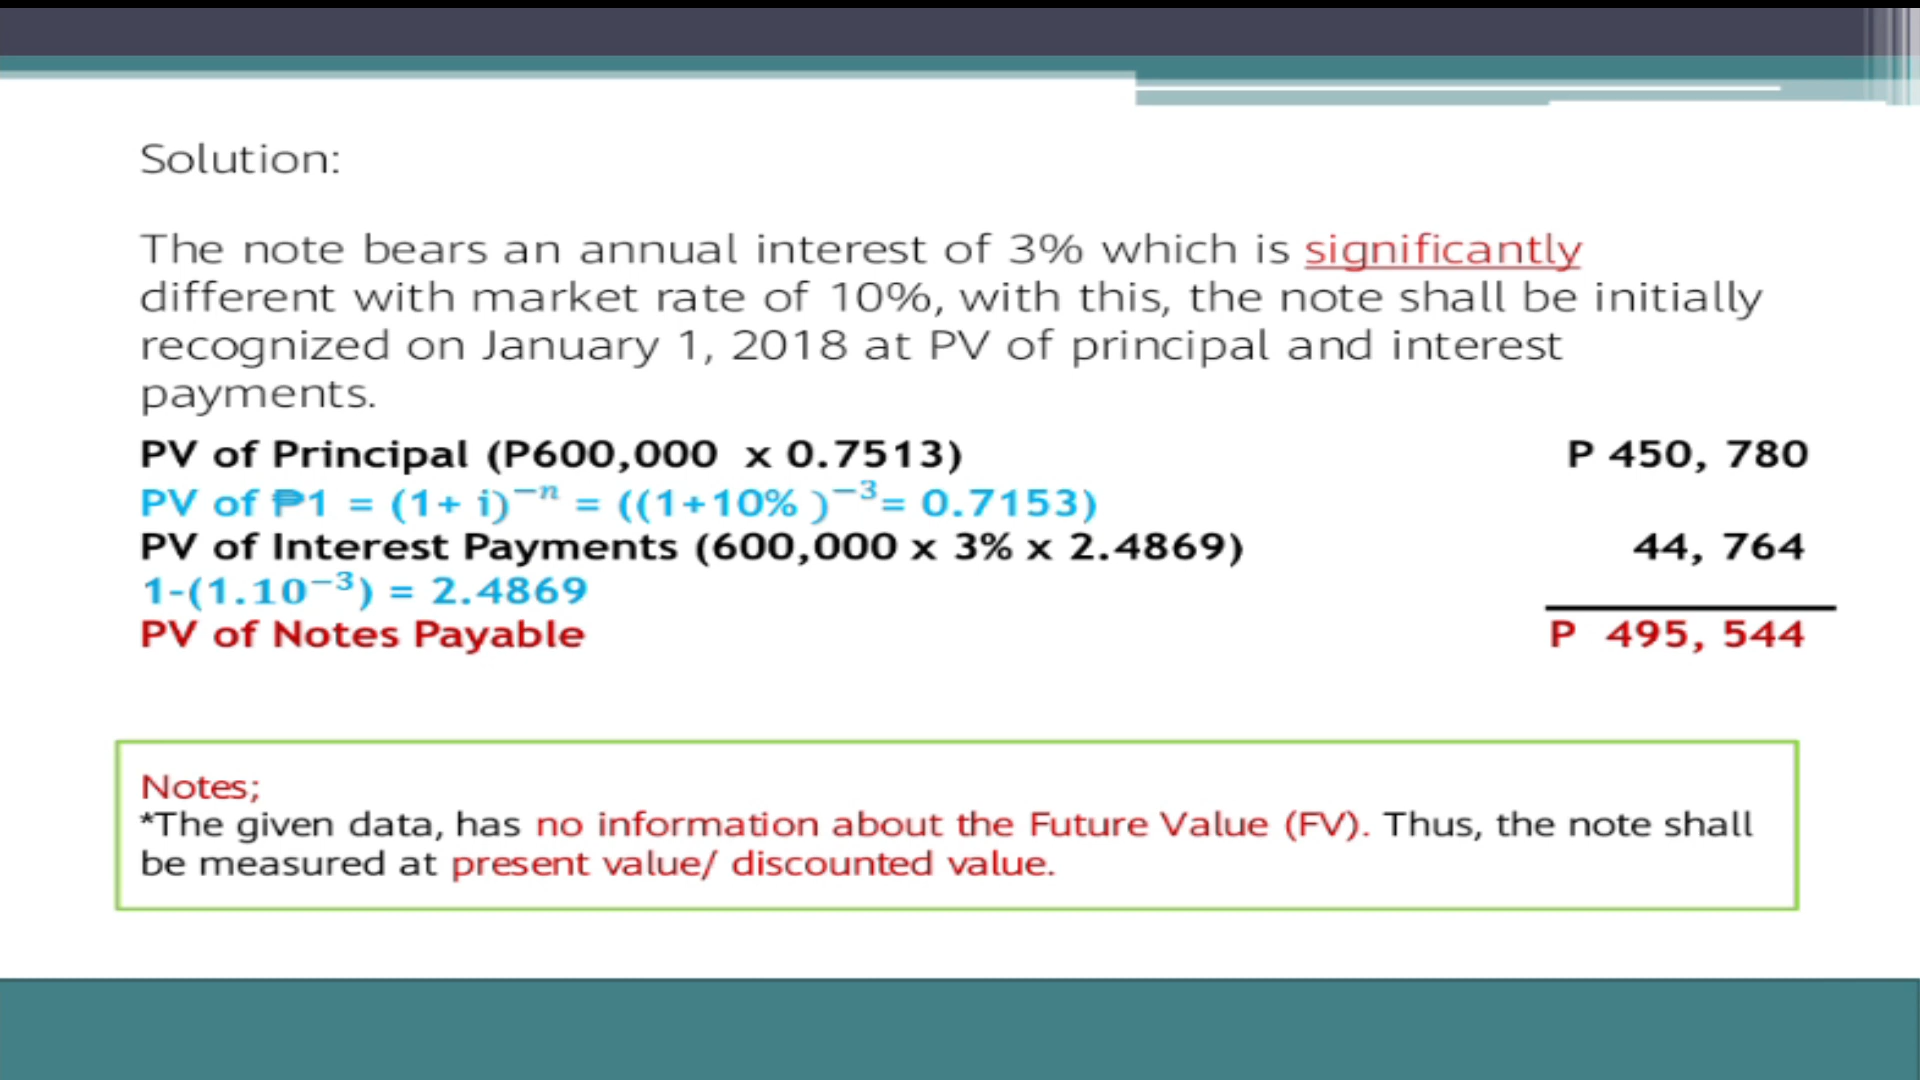 Solution:
The note bears an annual interest of 3% which is significantly
different with market rate of 10%, with this, the note shall be initially
recognized on January 1, 2018 at PV of principal and interest
payments.
PV of Principal (P600,000 x 0.7513) P 450, 780
PV of ₱1 = (1+ i)⁻ⁿ = ((1+10% )⁻³= 0.7153)
PV of Interest Payments (600,000 x 3% x 2.4869) 44, 764
1-(1.10⁻³) = 2.4869
PV of Notes Payable P 495, 544
Notes;
*The given data, has no information about the Future Value (FV). Thus, the note shall
be measured at present value/ discounted value.